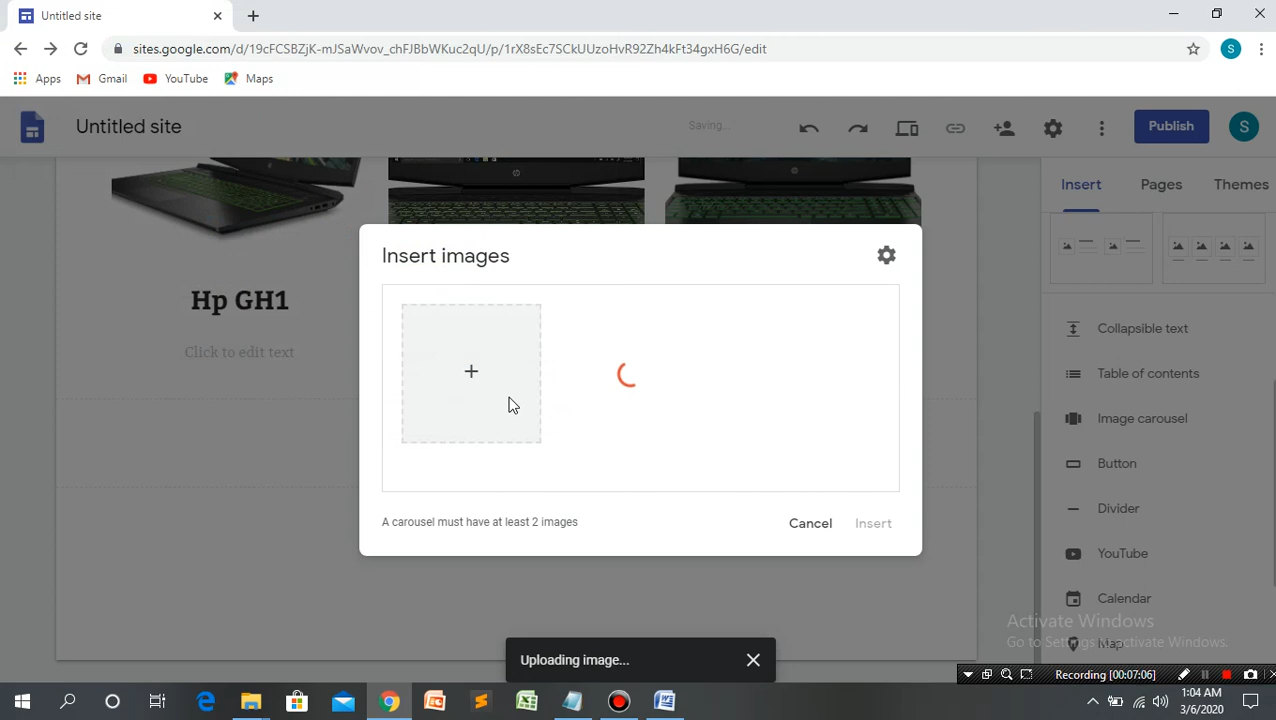 Untitled site
sites.google.com/d/19cFCSBZjK-mJSaWvov_chFJBbWKuc2qU/p/1rX8sEc7SCkUUzoHvR92Zh4kFt34gxH6G/edit
S
Apps
Gmail
YouTube
Maps
Untitled site
Saving...
Publish
S
Insert
Pages
Themes
Insert images
Hp GH1
Click to edit text
+
Collapsible text
Table of contents
Image carousel
Button
Divider
YouTube
Calendar
Map
A carousel must have at least 2 images
Cancel
Insert
Activate Windows
Go to Settings to activate Windows.
Uploading image...
Recording [00:07:06]
1:04 AM
3/6/2020